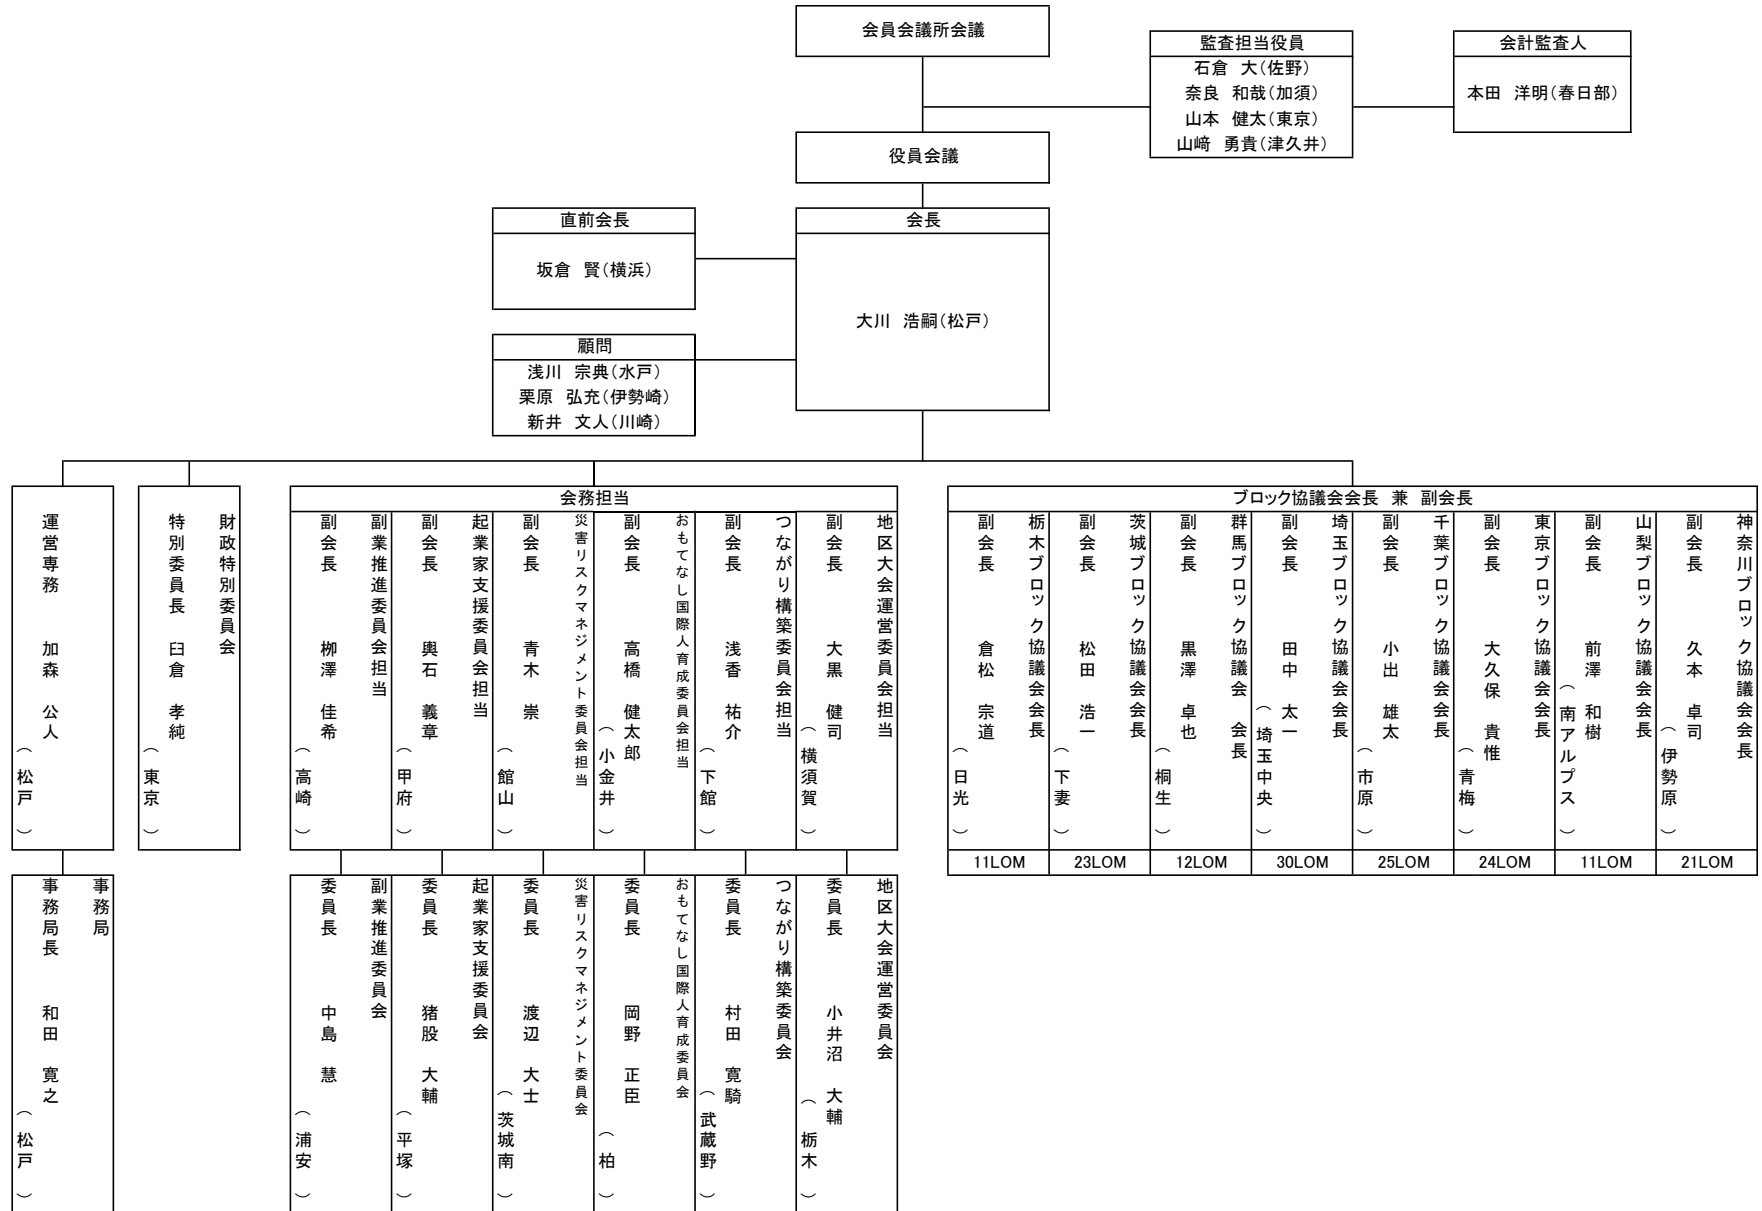 会員会議所会議
監査担当役員
石倉 大(佐野)
奈良 和哉(加須)
山本 健太(東京)
山﨑 勇貴(津久井)
会計監査人
本田 洋明(春日部)
役員会議
直前会長
坂倉 賢(横浜)
会長
大川 浩嗣(松戸)
顧問
浅川 宗典(水戸)
栗原 弘充(伊勢崎)
新井 文人(川崎)
運営専務 加森 公人
(松戸)
財政特別委員会
特別委員長 臼倉 孝純
(東京)
会務担当
副業推進委員会担当
副会長 栁澤 佳希
(高崎)
起業家支援委員会担当
副会長 輿石 義章
(甲府)
災害リスクマネジメント委員会担当
副会長 青木 崇
(館山)
おもてなし国際人育成委員会担当
副会長 高橋 健太郎
(小金井)
つながり構築委員会担当
副会長 浅香 祐介
(下館)
地区大会運営委員会担当
副会長 大黒 健司
(横須賀)
ブロック協議会会長 兼 副会長
栃木ブロック協議会会長
副会長 倉松 宗道
(日光)
11LOM
茨城ブロック協議会会長
副会長 松田 浩一
(下妻)
23LOM
群馬ブロック協議会 会長
副会長 黒澤 卓也
(桐生)
12LOM
埼玉ブロック協議会会長
副会長 田中 太一
(埼玉中央)
30LOM
千葉ブロック協議会会長
副会長 小出 雄太
(市原)
25LOM
東京ブロック協議会会長
副会長 大久保 貴惟
(青梅)
24LOM
山梨ブロック協議会会長
副会長 前澤 和樹
(南アルプス)
11LOM
神奈川ブロック協議会会長
副会長 久本 卓司
(伊勢原)
21LOM
事務局
事務局長 和田 寛之
(松戸)
副業推進委員会
委員長 中島 慧
(浦安)
起業家支援委員会
委員長 猪股 大輔
(平塚)
災害リスクマネジメント委員会
委員長 渡辺 大士
(茨城南)
おもてなし国際人育成委員会
委員長 岡野 正臣
(柏)
つながり構築委員会
委員長 村田 寛騎
(武蔵野)
地区大会運営委員会
委員長 小井沼 大輔
(栃木)